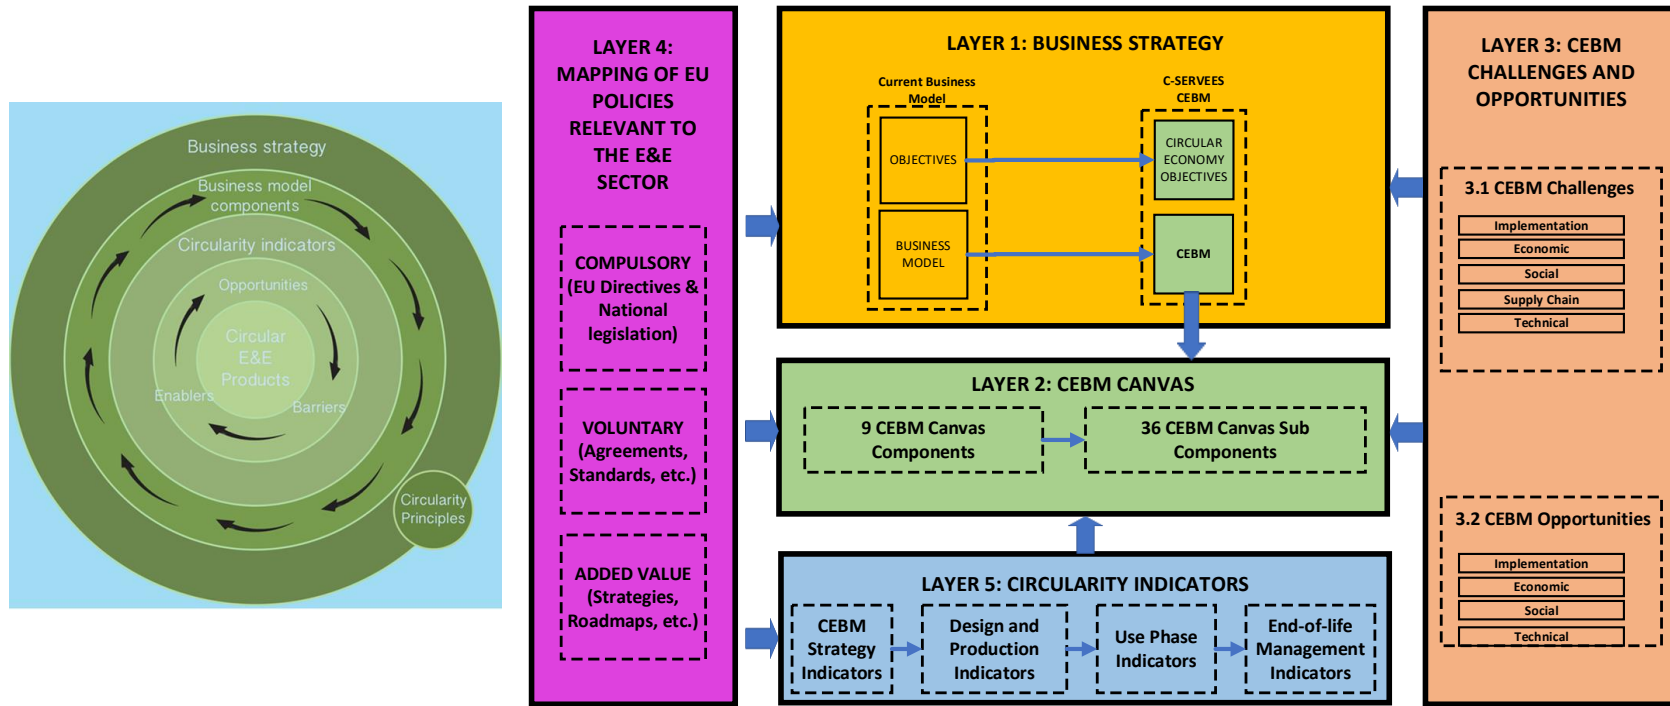 Business strategy
Business model
components
Circularity indicators
Opportunities
Circular
E&E
Products
Enablers
Barriers
Circularity
Principles
LAYER 4:
MAPPING OF EU
POLICIES
RELEVANT TO
THE E&E
SECTOR
COMPULSORY
(EU Directives &
National
legislation)
VOLUNTARY
(Agreements,
Standards, etc.)
ADDED VALUE
(Strategies,
Roadmaps, etc.)
LAYER 1: BUSINESS STRATEGY
Current Business
Model
OBJECTIVES
BUSINESS
MODEL
C-SERVEES
CEBM
CIRCULAR
ECONOMY
OBJECTIVES
CEBM
LAYER 2: CEBM CANVAS
9 CEBM Canvas
Components
36 CEBM Canvas Sub
Components
LAYER 5: CIRCULARITY INDICATORS
CEBM
Strategy
Indicators
Design and
Production
Indicators
Use Phase
Indicators
End-of-life
Management
Indicators
LAYER 3: CEBM
CHALLENGES AND
OPPORTUNITIES
3.1 CEBM Challenges
Implementation
Economic
Social
Supply Chain
Technical
3.2 CEBM Opportunities
Implementation
Economic
Social
Technical